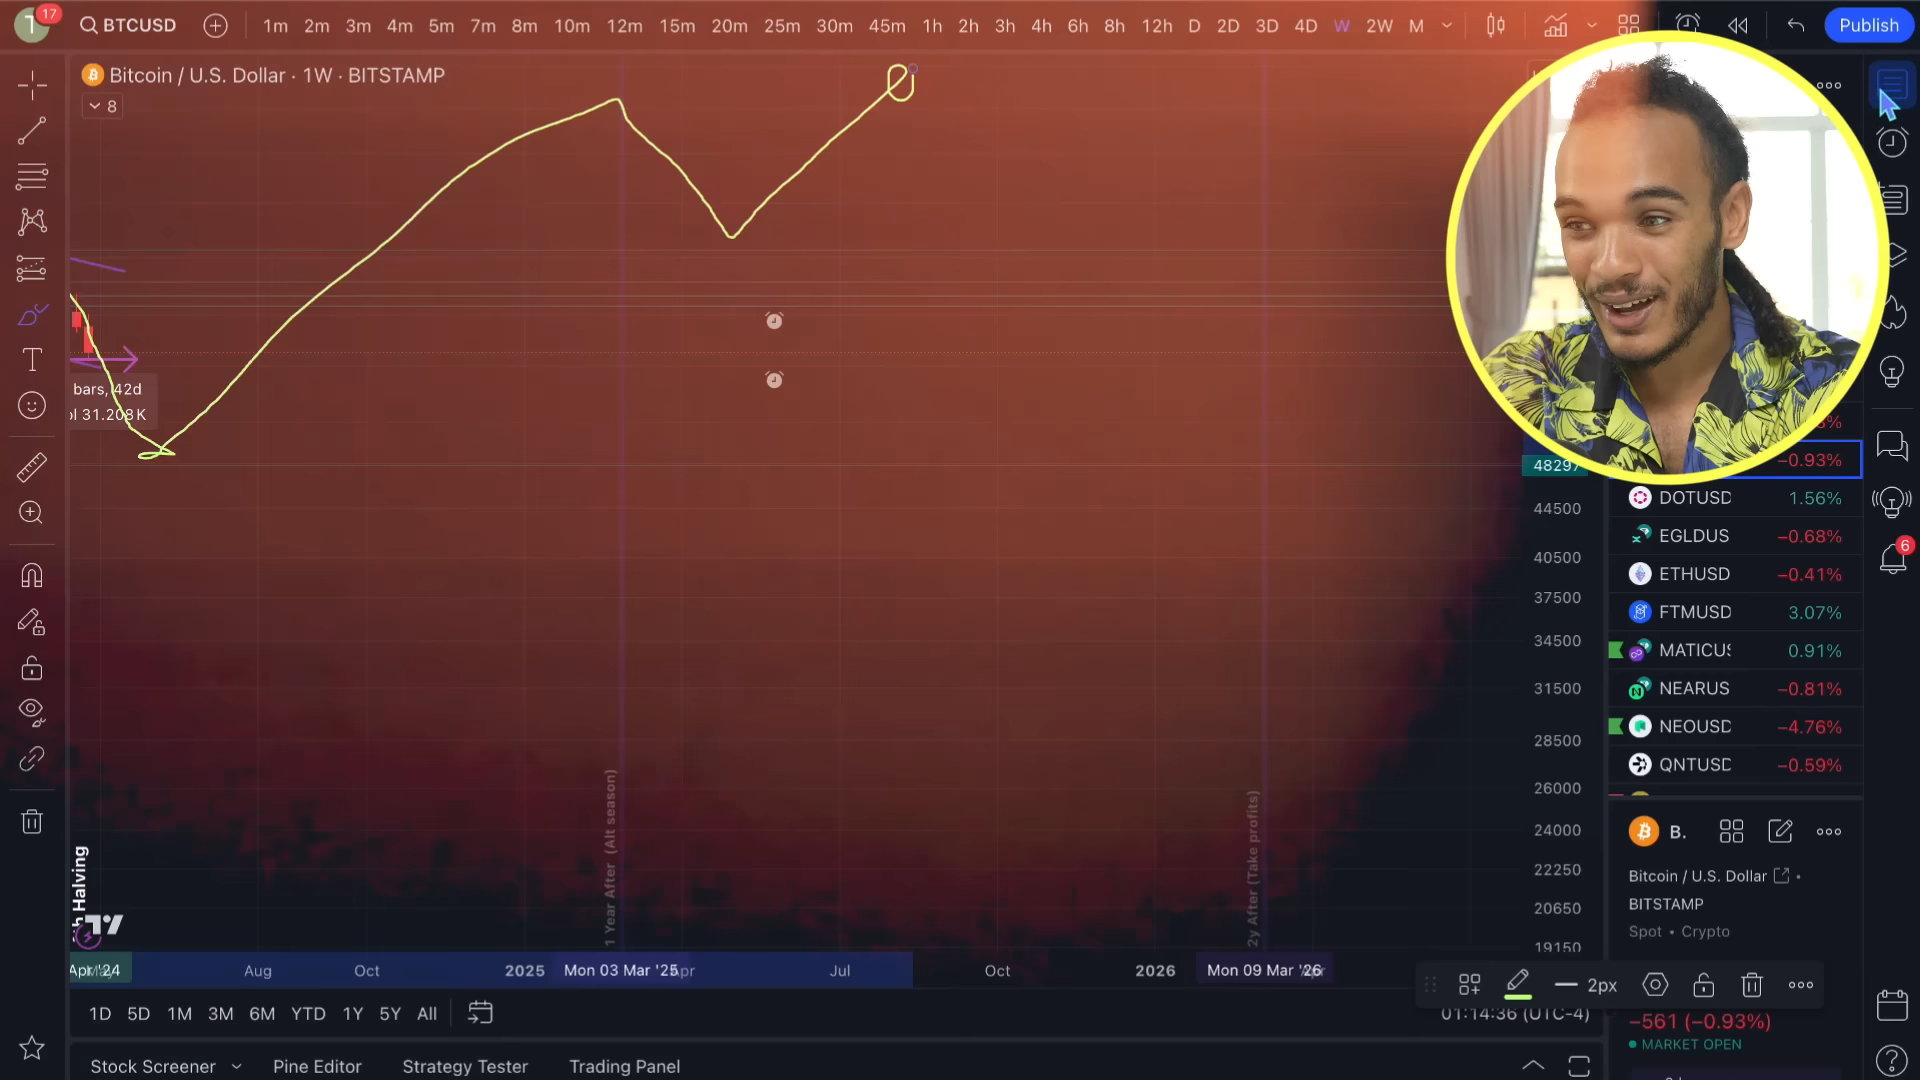 T
17
BTCUSD
1m 2m 3m 4m 5m 7m 8m 10m 12m 15m 20m 25m 30m 45m 1h 2h 3h 4h 6h 8h 12h D 2D 3D 4D W 2W M
Publish
Bitcoin / U.S. Dollar · 1W · BITSTAMP
8
bars, 42d
31.208K
48297
−0.93%
DOTUSD 1.56%
44500
EGLDUS −0.68%
40500
ETHUSD −0.41%
37500
FTMUSD 3.07%
34500
MATICUS 0.91%
31500
NEARUS −0.81%
NEOUSD −4.76%
28500
QNTUSD −0.59%
26000
24000
22250
20650
19150
6
B.
Bitcoin / U.S. Dollar
BITSTAMP
Spot • Crypto
Halving
1 Year After (Alt season)
2y After (Take profits)
Apr '24 Aug Oct 2025 Mon 03 Mar '25 Apr Jul Oct 2026 Mon 09 Mar '26
2px
1D 5D 1M 3M 6M YTD 1Y 5Y All
01:14:36 (UTC-4)
−561 (−0.93%)
MARKET OPEN
Stock Screener Pine Editor Strategy Tester Trading Panel